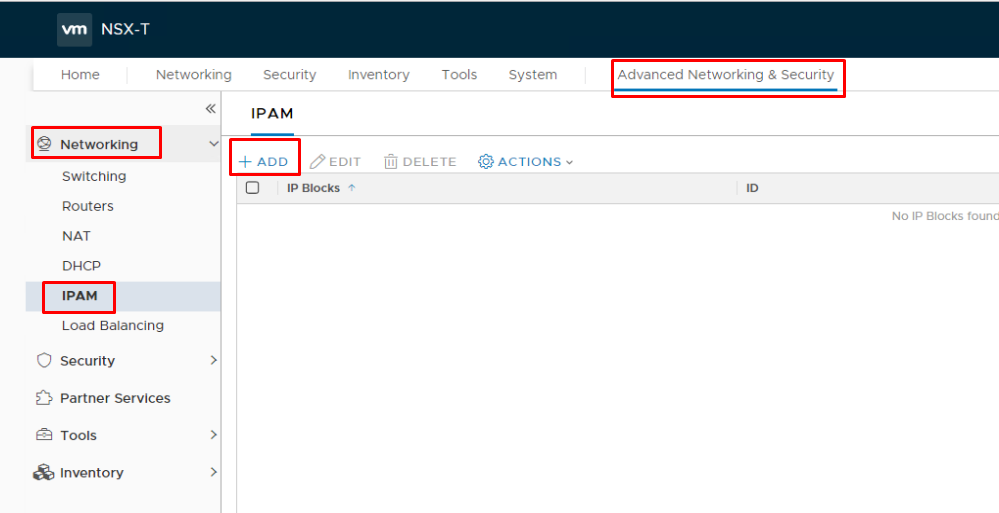 vm NSX-T
Home Networking Security Inventory Tools System Advanced Networking & Security
IPAM
Networking
Switching
Routers
NAT
DHCP
IPAM
Load Balancing
Security
Partner Services
Tools
Inventory
+ ADD EDIT DELETE ACTIONS
IP Blocks ↑ ID
No IP Blocks found